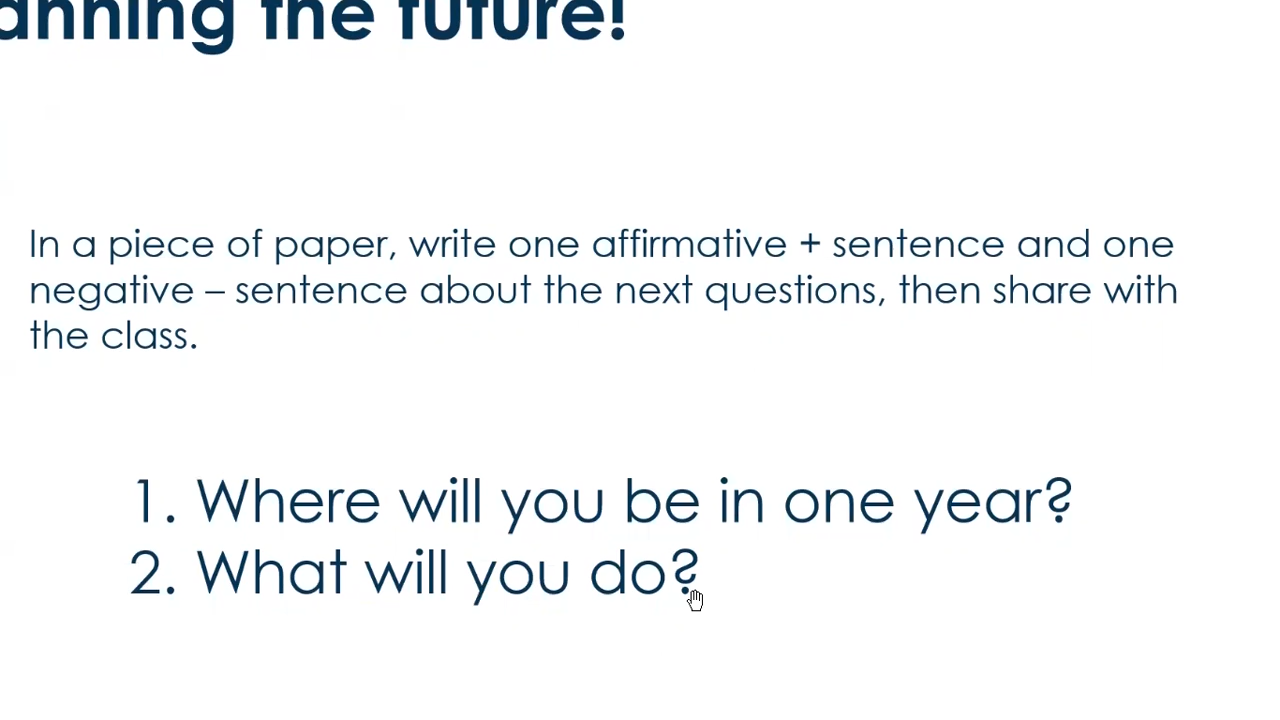 anning the future!
In a piece of paper, write one affirmative + sentence and one
negative – sentence about the next questions, then share with
the class.
1. Where will you be in one year?
2. What will you do?